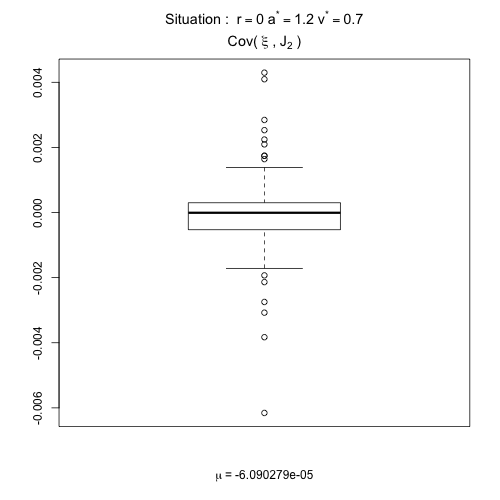 Situation : r = 0 a* = 1.2 v* = 0.7
Cov( ξ , J₂ )
0.004
0.002
0.000
-0.002
-0.004
-0.006
μ = -6.090279e-05